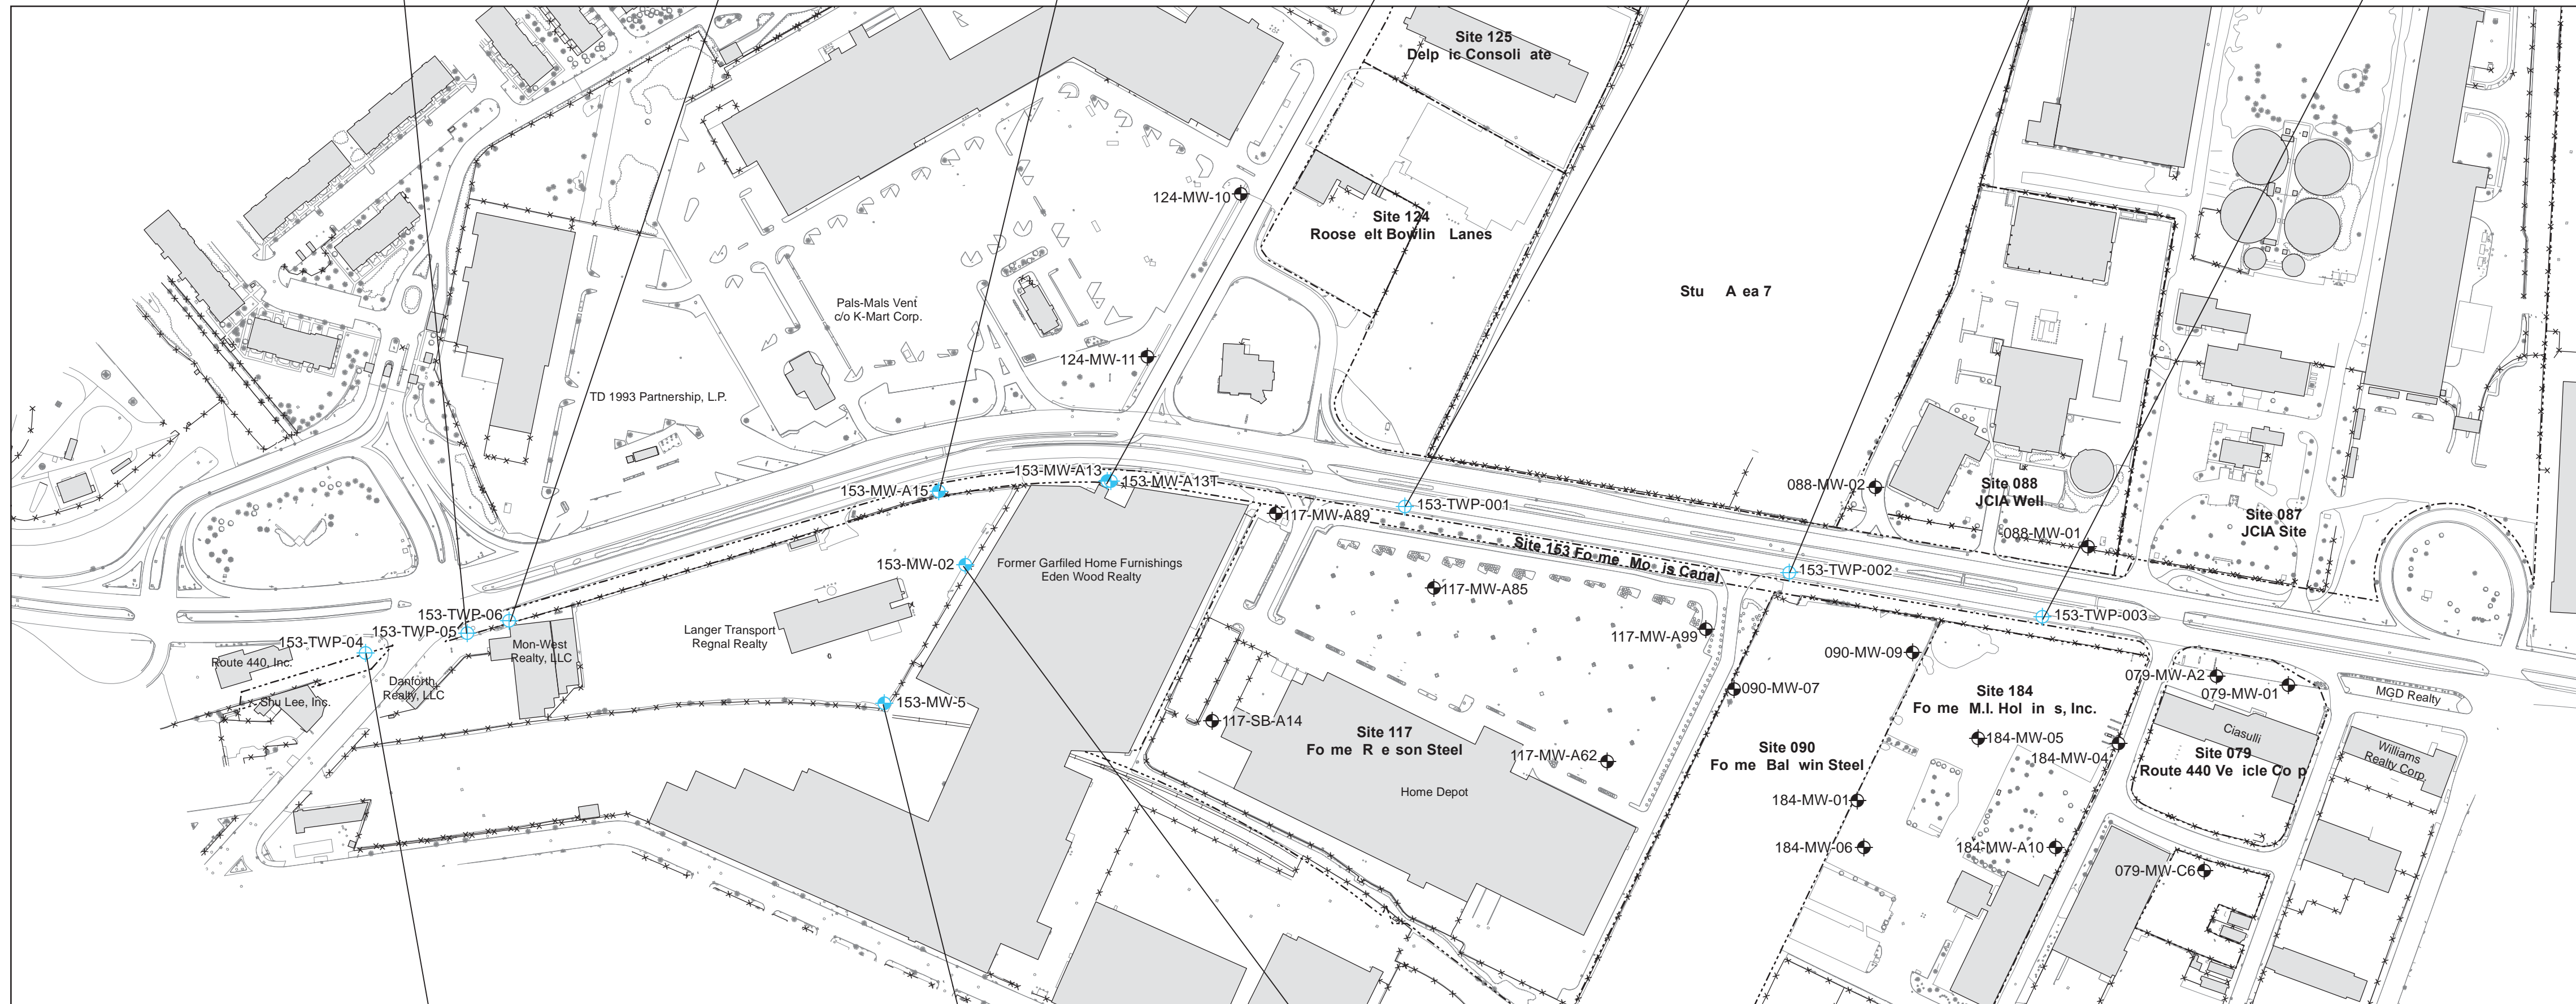 Site 125
Delp ic Consoli ate
124-MW-10
Site 124
Roose elt Bowlin Lanes
Stu A ea 7
Pals-Mals Vent
c/o K-Mart Corp.
124-MW-11
TD 1993 Partnership, L.P.
153-MW-A13
153-MW-A13T
153-MW-A15
088-MW-02
Site 088
JCIA Well
153-TWP-001
117-MW-A89
Site 087
JCIA Site
088-MW-01
Site 153 Fo me Mo is Canal
153-MW-02
Former Garfiled Home Furnishings
Eden Wood Realty
153-TWP-002
117-MW-A85
153-TWP-06
153-TWP-003
153-TWP-05
117-MW-A99
Langer Transport
Regnal Realty
153-TWP-04
Mon-West
Realty, LLC
090-MW-09
Route 440, Inc.
079-MW-A2
Danforth
Realty, LLC
090-MW-07
079-MW-01
Site 184
Fo me M.I. Hol in s, Inc.
MGD Realty
Shu Lee, Inc.
153-MW-5
117-SB-A14
Site 117
Fo me R e son Steel
184-MW-05
Ciasulli
Site 090
Fo me Bal win Steel
117-MW-A62
184-MW-04
Site 079
Route 440 Ve icle Co p
Williams
Realty Corp.
Home Depot
184-MW-01
184-MW-06
184-MW-A10
079-MW-C6